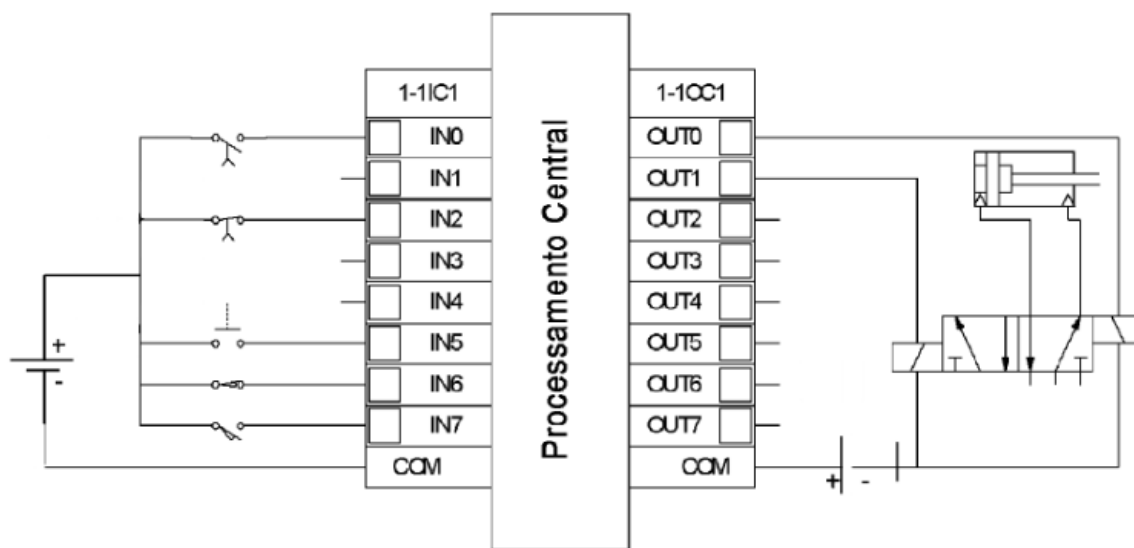 1-1IC1
IN0
IN1
IN2
IN3
IN4
IN5
IN6
IN7
COM
+
-
Processamento Central
1-1OC1
OUT0
OUT1
OUT2
OUT3
OUT4
OUT5
OUT6
OUT7
COM
+
-